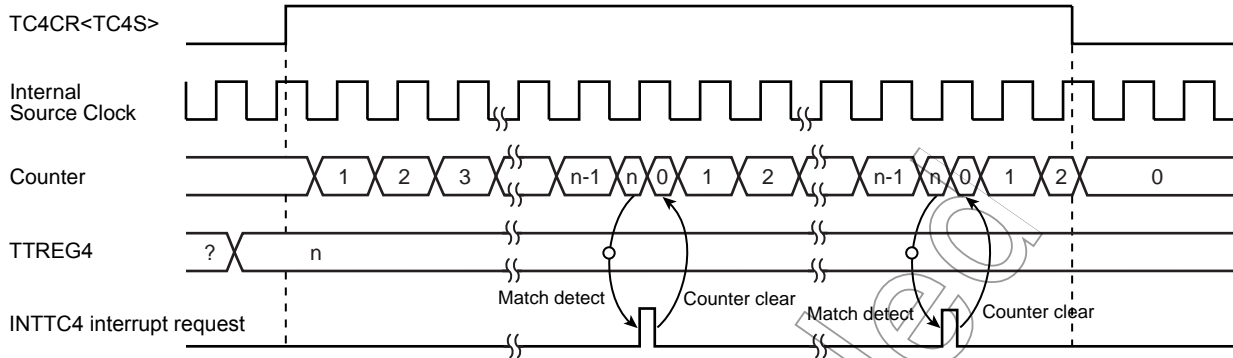 TC4CR<TC4S>
Internal
Source Clock
Counter
1 2 3 n-1 n 0 1 2 n-1 n 0 1 2 0
TTREG4
? n
Match detect Counter clear Match detect Counter clear
INTTC4 interrupt request